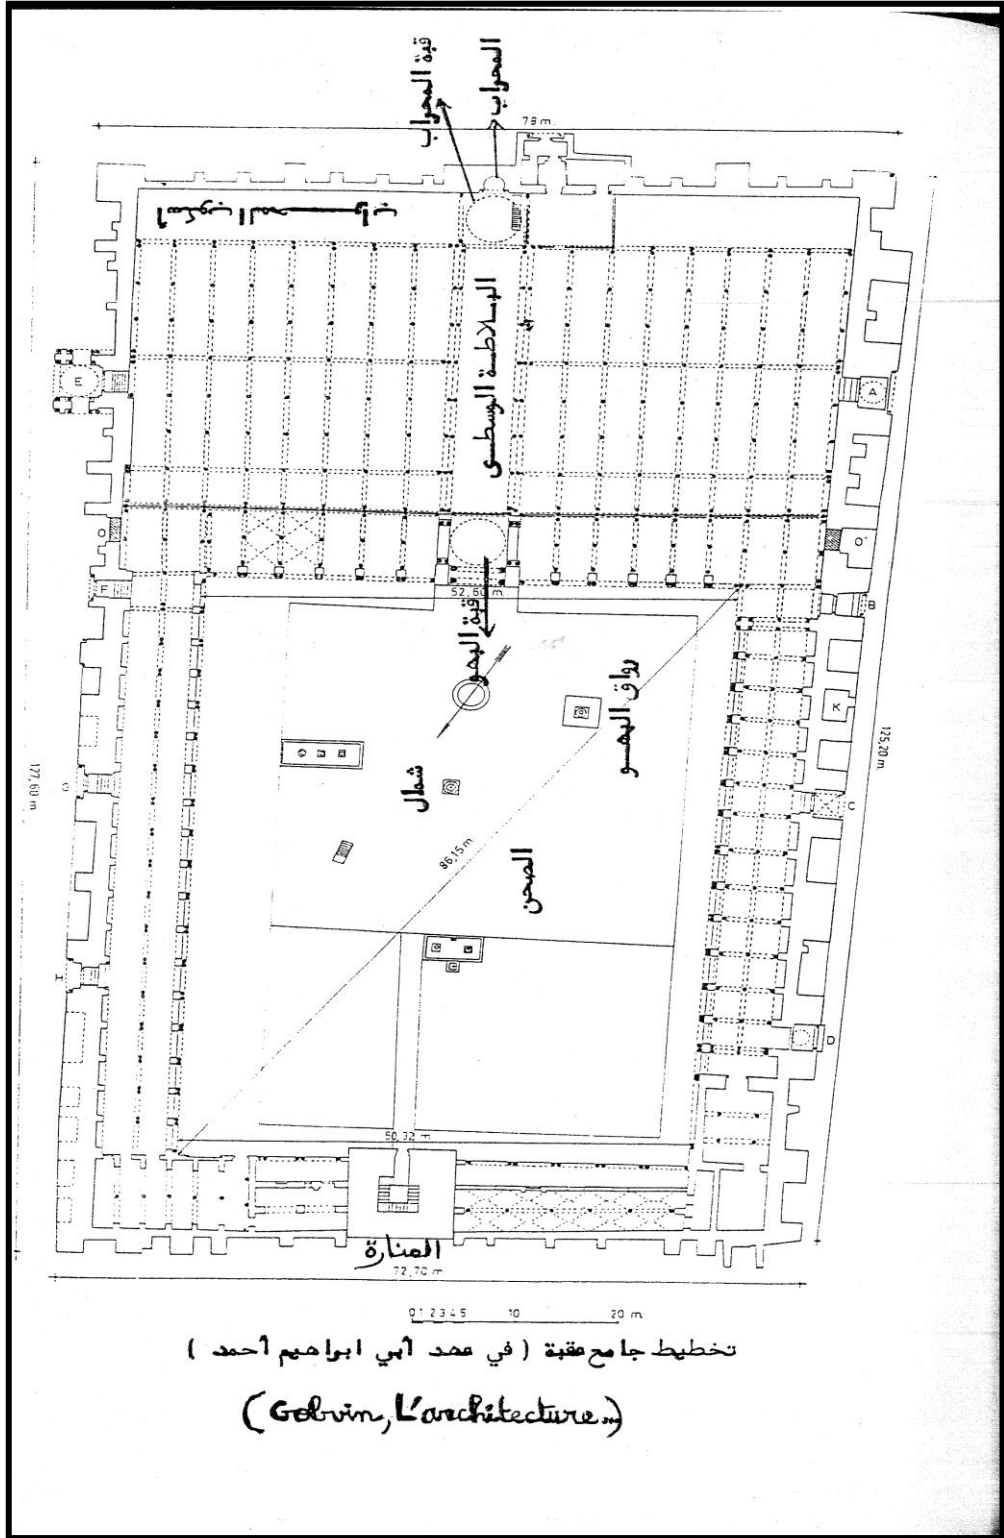 قبة المحراب
المحراب
78 m.
اسكوب المحراب
البلاطة الوسطى
E
A
O
O'
F
52,60 m.
B
قبة البهو
رواق البهو
K
شمال
127,60 m
125,20 m.
C
86,15 m
الصحن
I
D
50,32 m
المنارة
72,70 m
0 1 2 3 4 5 10 20 m.
تخطيط جامع عقبة ( في عهد أبي ابراهيم أحمد )
(Golvin, L'architecture...)